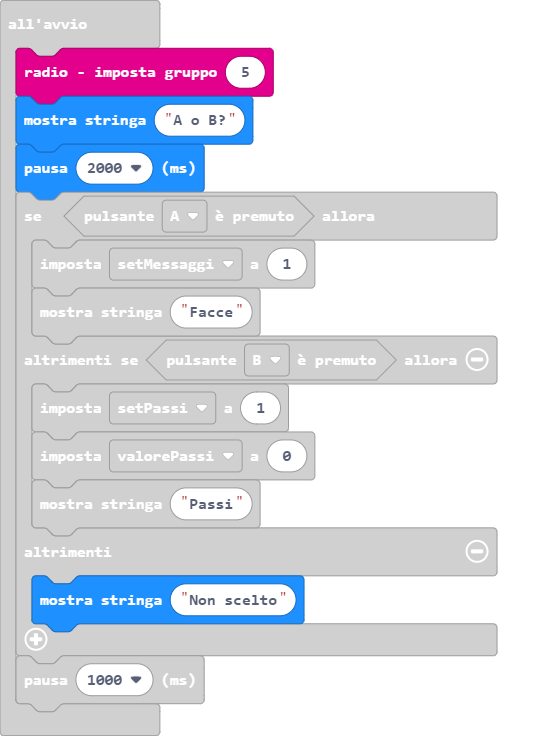 all'avvio
radio - imposta gruppo 5
mostra stringa "A o B?"
pausa 2000 (ms)
se pulsante A è premuto allora
imposta setMessaggi a 1
mostra stringa "Facce"
altrimenti se pulsante B è premuto allora
imposta setPassi a 1
imposta valorePassi a 0
mostra stringa "Passi"
altrimenti
mostra stringa "Non scelto"
pausa 1000 (ms)